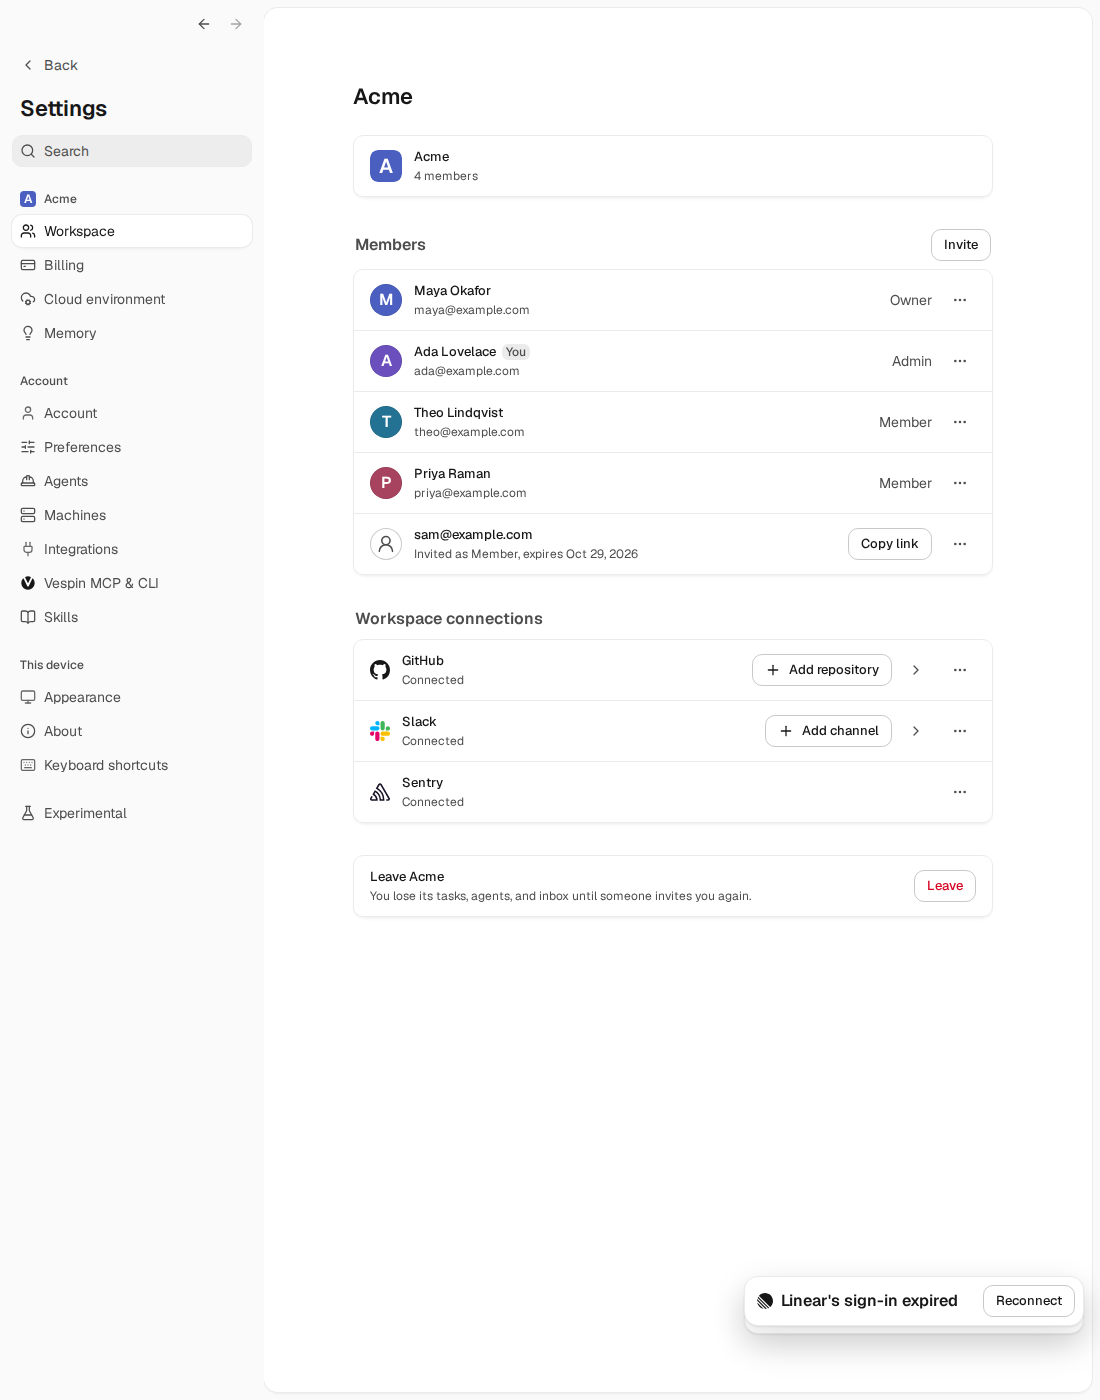 Back
Settings
Search
A Acme
Workspace
Billing
Cloud environment
Memory
Account
Account
Preferences
Agents
Machines
Integrations
Vespin MCP & CLI
Skills
This device
Appearance
About
Keyboard shortcuts
Experimental
Acme
A
Acme
4 members
Members
Invite
M
Maya Okafor
maya@example.com
Owner
A
Ada Lovelace You
ada@example.com
Admin
T
Theo Lindqvist
theo@example.com
Member
P
Priya Raman
priya@example.com
Member
sam@example.com
Invited as Member, expires Oct 29, 2026
Copy link
Workspace connections
GitHub
Connected
Add repository
Slack
Connected
Add channel
Sentry
Connected
Leave Acme
You lose its tasks, agents, and inbox until someone invites you again.
Leave
Linear's sign-in expired
Reconnect